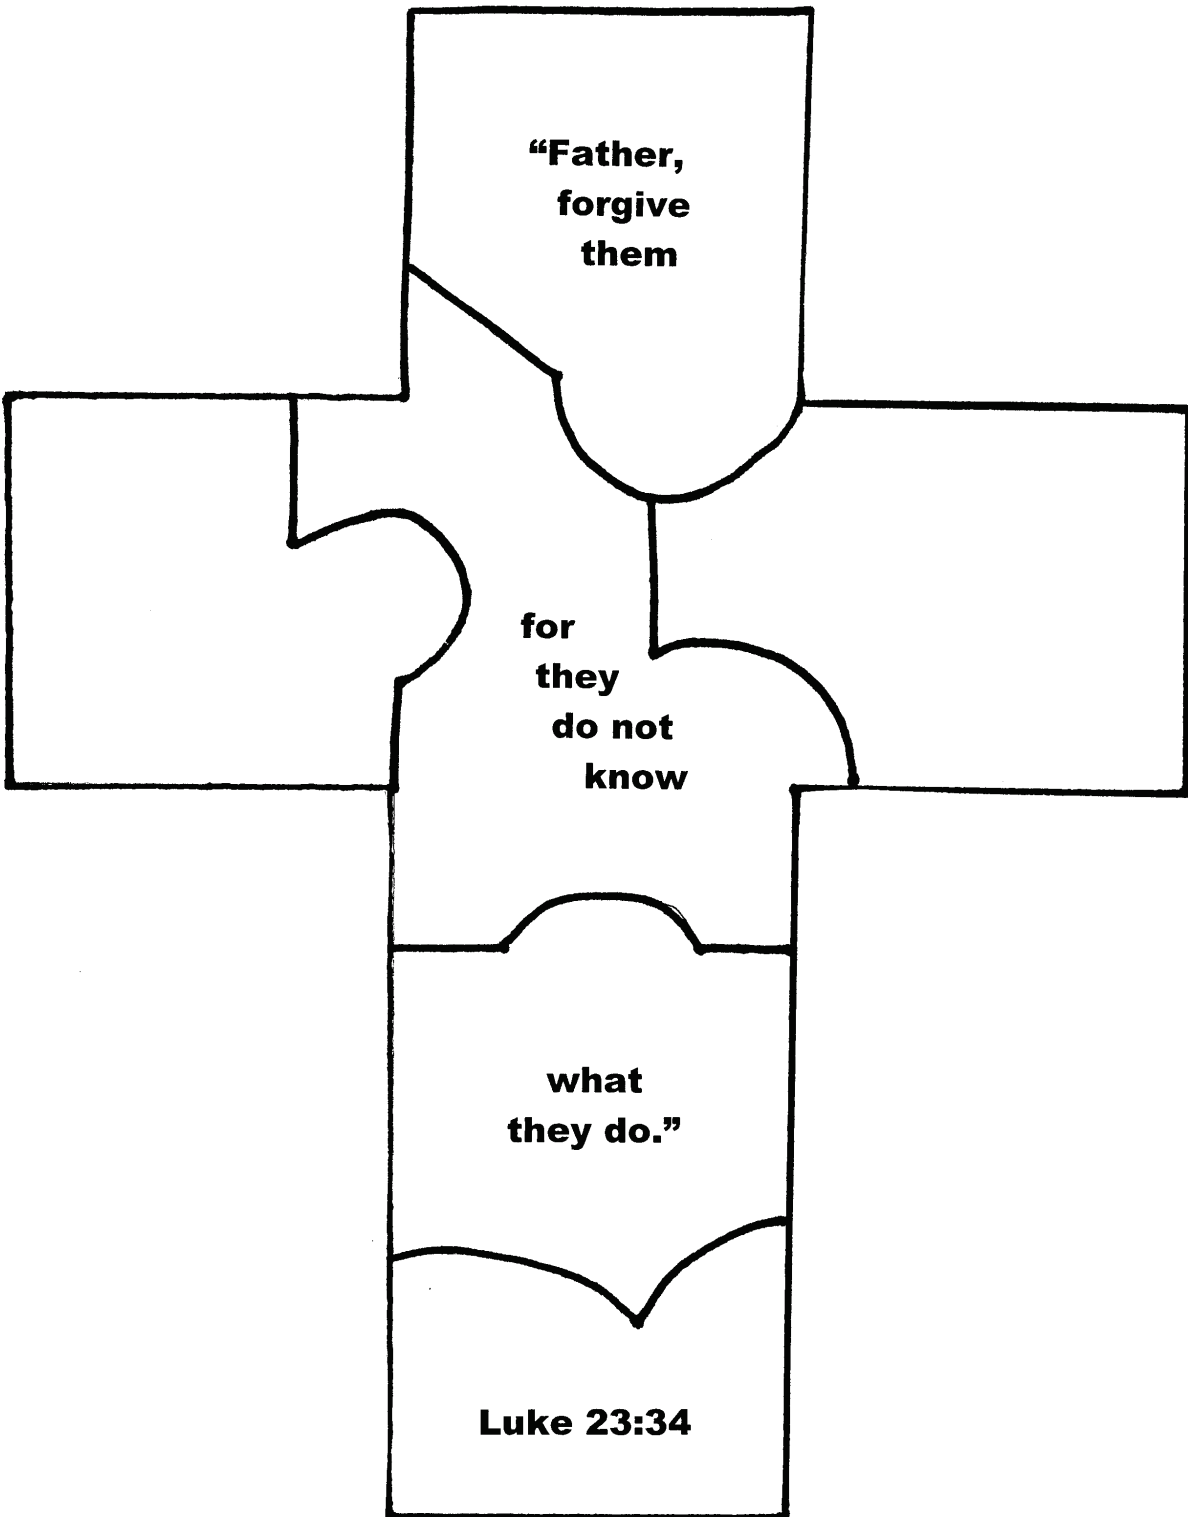 “Father,
forgive
them
for
they
do not
know
what
they do.”
Luke 23:34